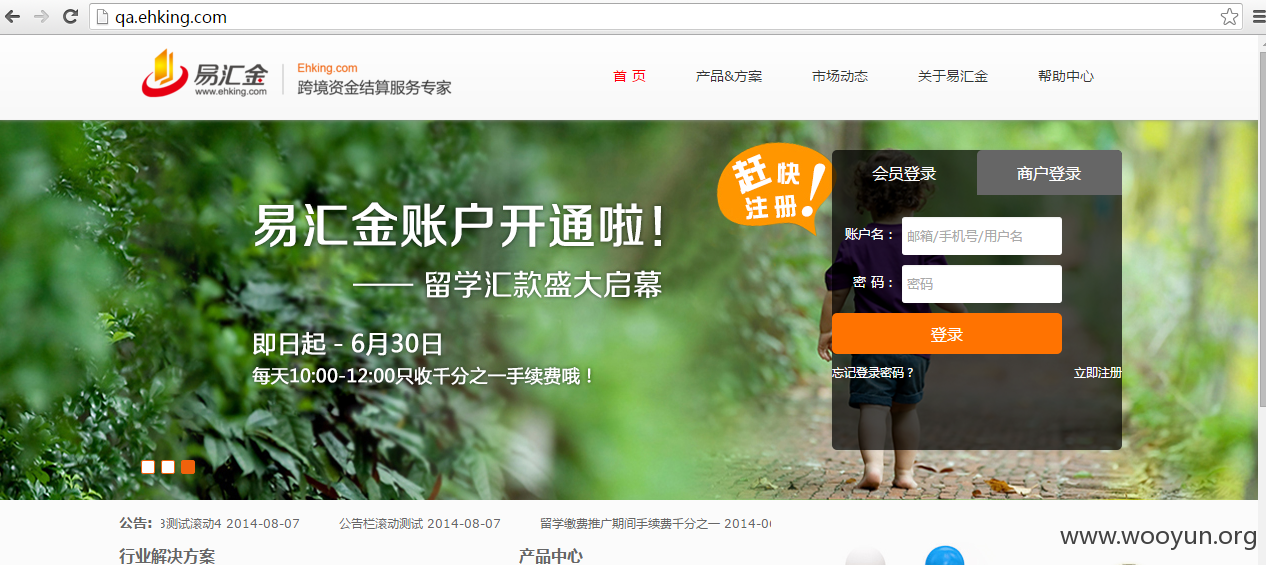 qa.ehking.com
易汇金
www.ehking.com
Ehking.com
跨境资金结算服务专家
首 页 产品&方案 市场动态 关于易汇金 帮助中心
赶快注册!
会员登录 商户登录
易汇金账户开通啦!
—— 留学汇款盛大启幕
账户名: 邮箱/手机号/用户名
密 码: 密码
登录
即日起 - 6月30日
每天10:00-12:00只收千分之一手续费哦!
忘记登录密码? 立即注册
公告: 测试滚动4 2014-08-07 公告栏滚动测试 2014-08-07 留学缴费推广期间手续费千分之一 2014-0
www.wooyun.org
行业解决方案 产品中心